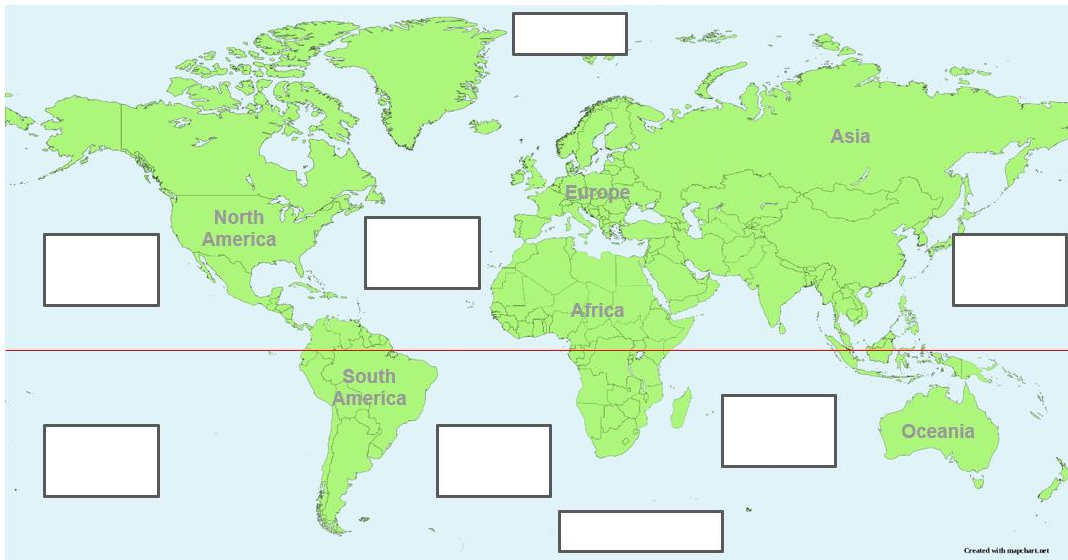 Asia
Europe
North
America
Africa
South
America
Oceania
Created with mapchart.net